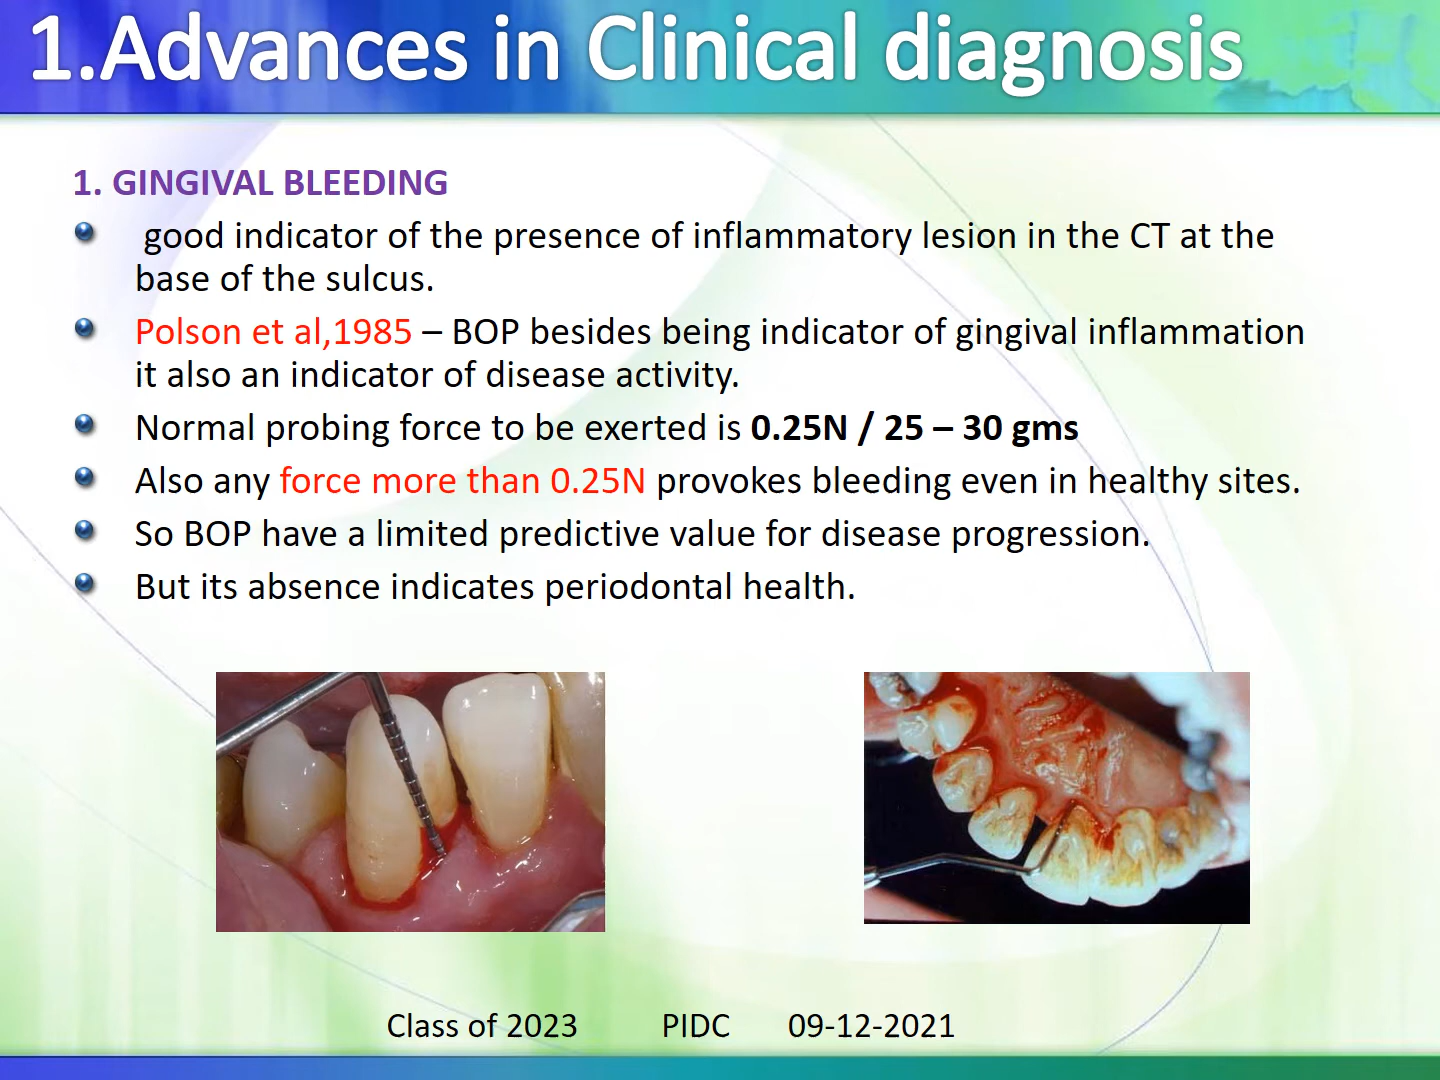 1.Advances in Clinical diagnosis
1. GINGIVAL BLEEDING
good indicator of the presence of inflammatory lesion in the CT at the
base of the sulcus.
Polson et al,1985 – BOP besides being indicator of gingival inflammation
it also an indicator of disease activity.
Normal probing force to be exerted is 0.25N / 25 – 30 gms
Also any force more than 0.25N provokes bleeding even in healthy sites.
So BOP have a limited predictive value for disease progression.
But its absence indicates periodontal health.
Class of 2023 PIDC 09-12-2021